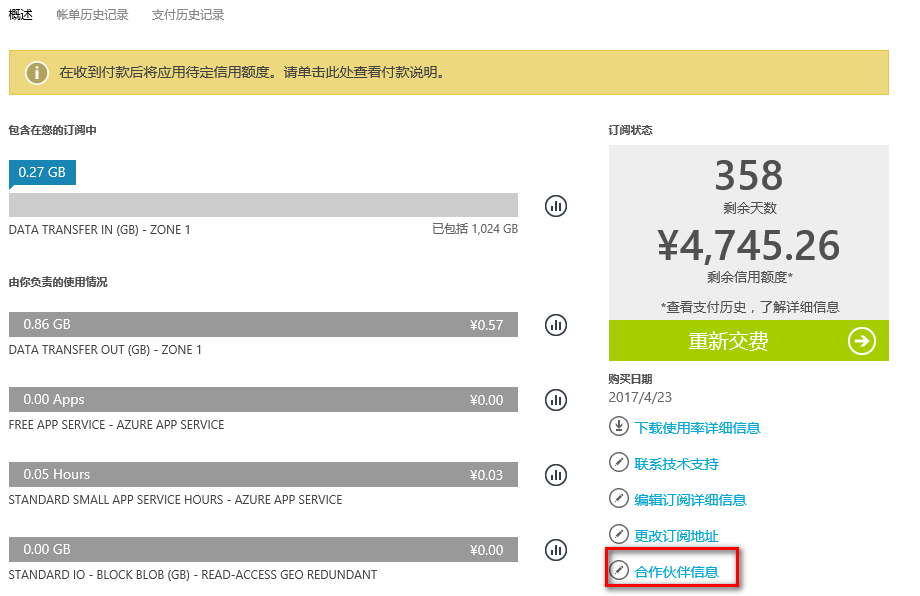 概述 帐单历史记录 支付历史记录
在收到付款后将应用待定信用额度。请单击此处查看付款说明。
包含在您的订阅中
0.27 GB
DATA TRANSFER IN (GB) - ZONE 1 已包括 1,024 GB
由你负责的使用情况
0.86 GB ¥0.57
DATA TRANSFER OUT (GB) - ZONE 1
0.00 Apps ¥0.00
FREE APP SERVICE - AZURE APP SERVICE
0.05 Hours ¥0.03
STANDARD SMALL APP SERVICE HOURS - AZURE APP SERVICE
0.00 GB ¥0.00
STANDARD IO - BLOCK BLOB (GB) - READ-ACCESS GEO REDUNDANT
订阅状态
358
剩余天数
¥4,745.26
剩余信用额度*
*查看支付历史，了解详细信息
重新交费
购买日期
2017/4/23
下载使用率详细信息
联系技术支持
编辑订阅详细信息
更改订阅地址
合作伙伴信息